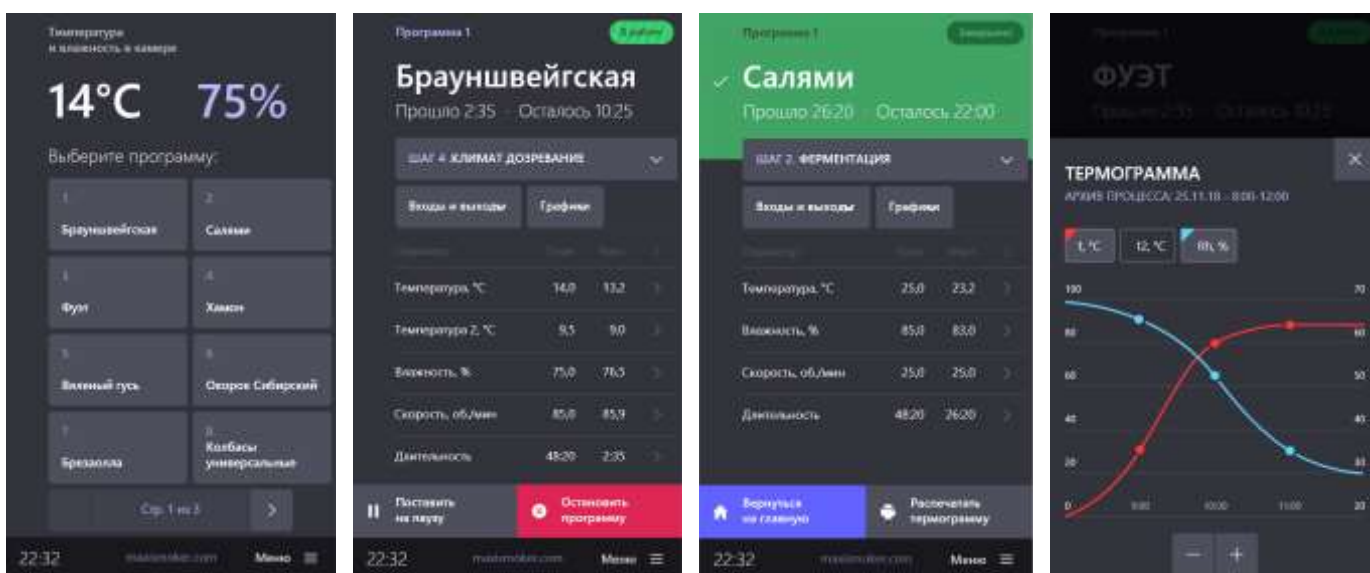 Температура
и влажность в камере
14°C 75%
Выберите программу:
1
2
Брауншвейгская
Салями
3
4
Фуэт
Хамон
5
6
Вяленый гусь
Окорок Сибирский
7
8
Брезаолла
Колбасы
универсальные
Стр. 1 из 3
22:32
Меню
Программа 1
Брауншвейгская
Прошло 2:35 · Осталось 10:25
ШАГ 4. КЛИМАТ ДОЗРЕВАНИЕ
Входы и выходы
Графики
Температура, °C 14,0 13,2
Температура 2, °C 9,5 9,0
Влажность, % 75,0 76,5
Скорость, об./мин 85,0 85,9
Длительность 48:20 2:35
Поставить
на паузу
Остановить
программу
22:32
Меню
Программа 1
Салями
Прошло 26:20 · Осталось 22:00
ШАГ 2. ФЕРМЕНТАЦИЯ
Входы и выходы
Графики
Температура, °C 25,0 23,2
Влажность, % 85,0 83,0
Скорость, об./мин 25,0 25,0
Длительность 48:20 26:20
Вернуться
на главную
Распечатать
термограмму
22:32
Меню
ФУЭТ
ТЕРМОГРАММА
АРХИВ ПРОЦЕССА: 25.11.18 - 8:00-12:00
t, °C
t2, °C
Rh, %
100 70
80 60
60 50
40 40
20 30
0 9:00 10:00 11:00 20